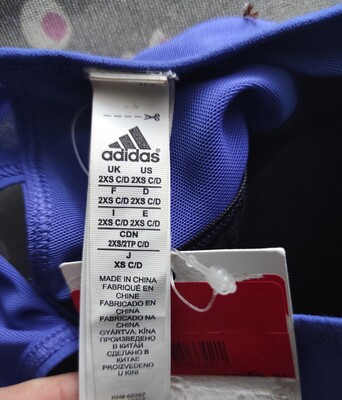 adidas
UK US
2XS C/D 2XS C/D
F D
2XS C/D 2XS C/D
I E
2XS C/D 2XS C/D
CDN
2XS/2TP C/D
J
XS C/D
MADE IN CHINA
FABRIQUÉ EN
CHINE
FABRICADO EN
CHINA
FABRICADO NA
CHINA
GYÁRTVA: KÍNA
ПРОИЗВЕДЕНО
В КИТАЙ
СДЕЛАНО В
КИТАЕ
PROIZVEDENO
U KINI